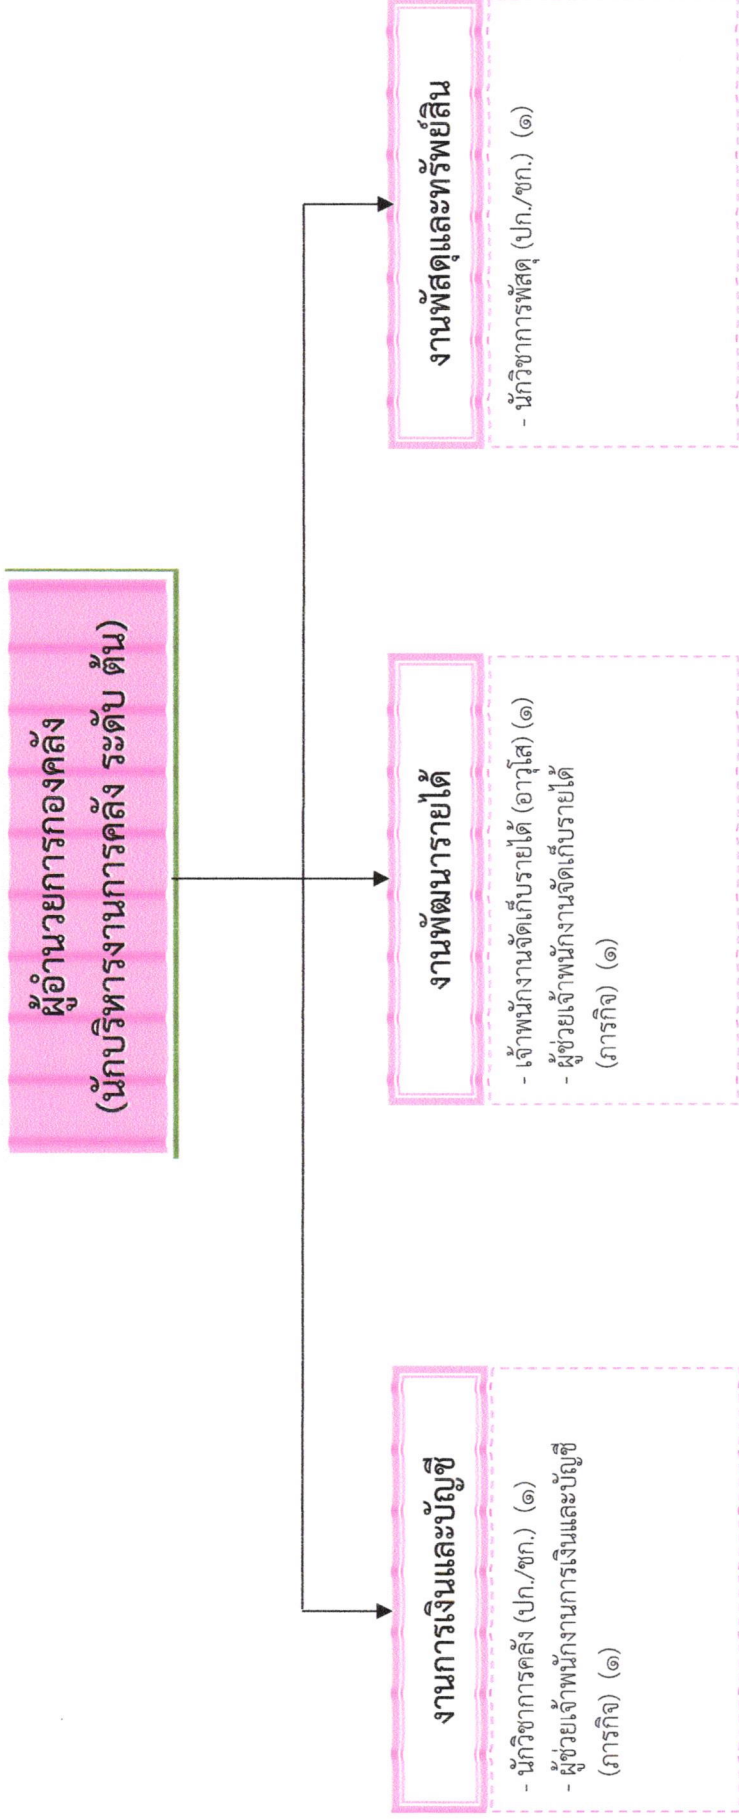 ผู้อำนวยการกองคลัง
(นักบริหารงานการคลัง ระดับ ต้น)
งานการเงินและบัญชี
- นักวิชาการคลัง (ปก./ชก.) (๑)
- ผู้ช่วยเจ้าพนักงานการเงินและบัญชี
(ภารกิจ) (๑)
งานพัฒนารายได้
- เจ้าพนักงานจัดเก็บรายได้ (อาวุโส) (๑)
- ผู้ช่วยเจ้าพนักงานจัดเก็บรายได้
(ภารกิจ) (๑)
งานพัสดุและทรัพย์สิน
- นักวิชาการพัสดุ (ปก./ชก.) (๑)